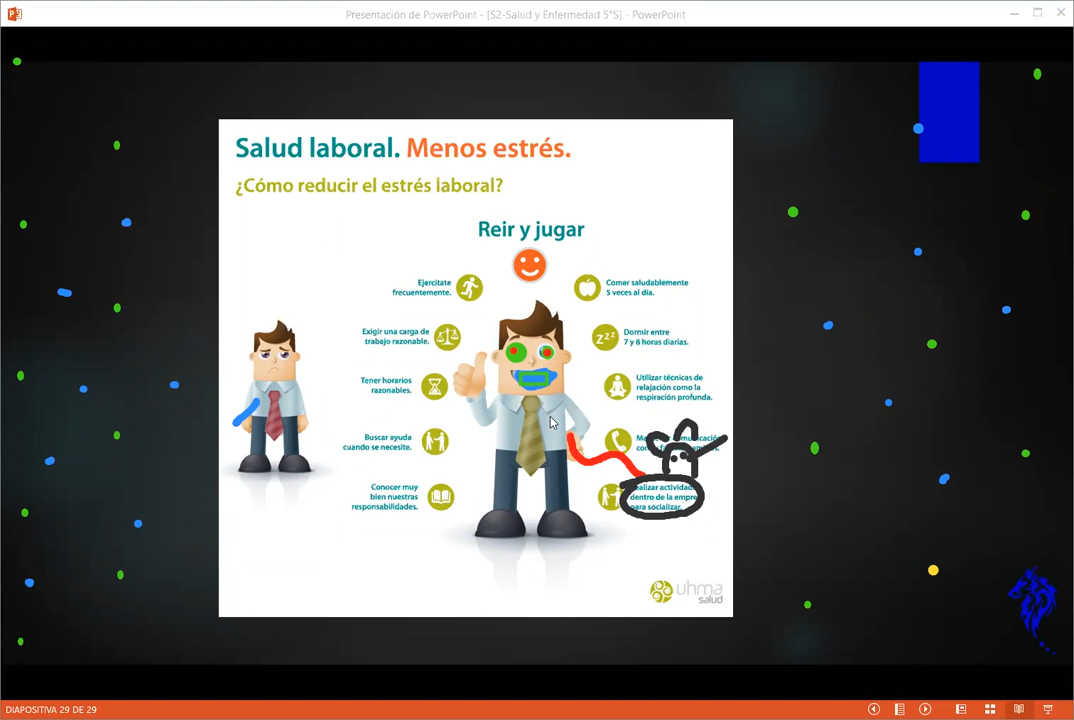 Presentación de PowerPoint - [S2-Salud y Enfermedad 5°S] - PowerPoint
Salud laboral. Menos estrés.
¿Cómo reducir el estrés laboral?
Reir y jugar
Ejercítate
frecuentemente.
Comer saludablemente
5 veces al día.
Exigir una carga de
trabajo razonable.
zzz
Dormir entre
7 y 8 horas diarias.
Tener horarios
razonables.
Utilizar técnicas de
relajación como la
respiración profunda.
Buscar ayuda
cuando se necesite.
Conocer muy
bien nuestras
responsabilidades.
dentro de la
para socializar.
uhma
salud
DIAPOSITIVA 29 DE 29